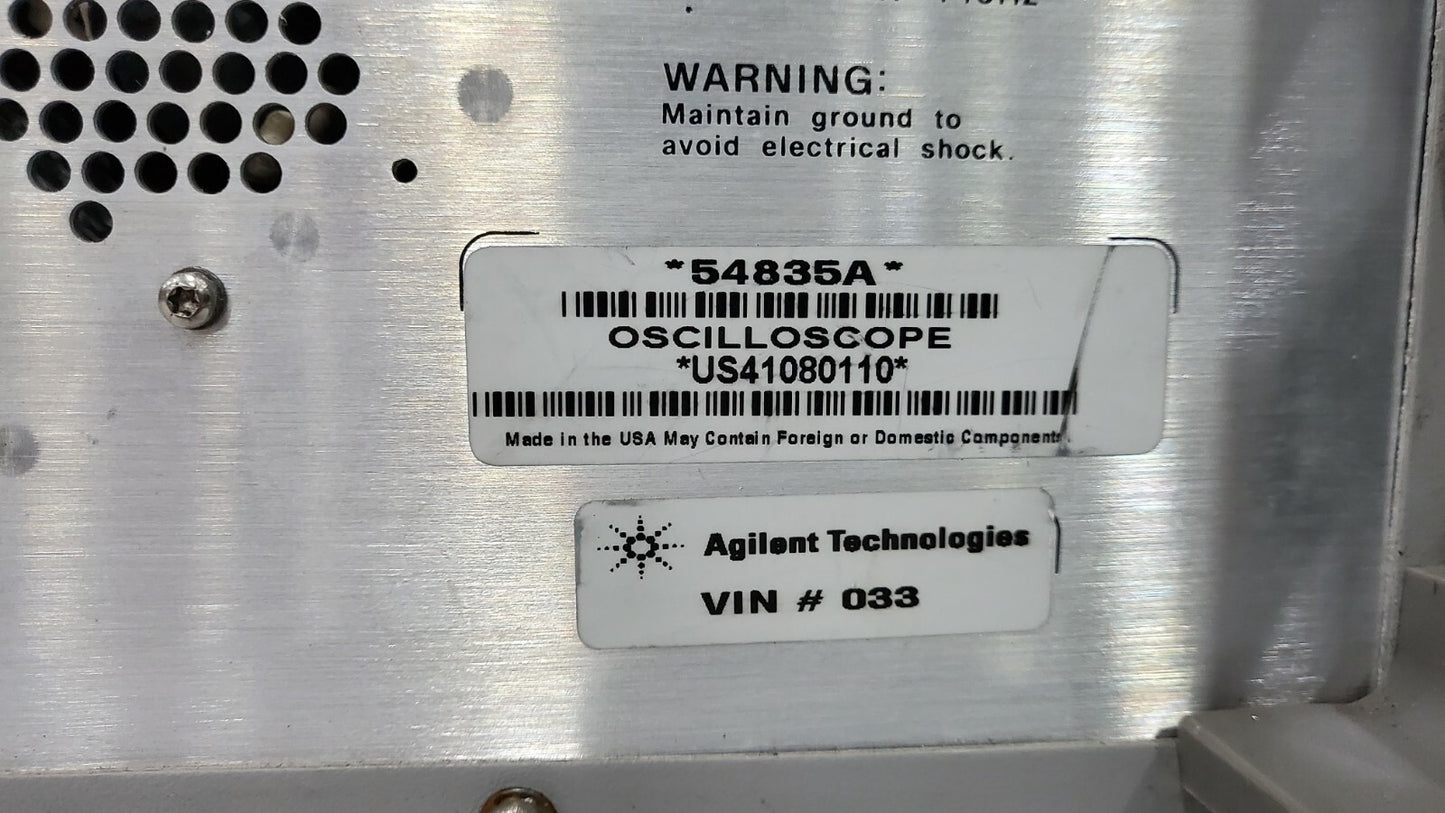 WARNING:
Maintain ground to
avoid electrical shock.
*54835A*
OSCILLOSCOPE
*US41080110*
Made in the USA May Contain Foreign or Domestic Components.
Agilent Technologies
VIN # 033